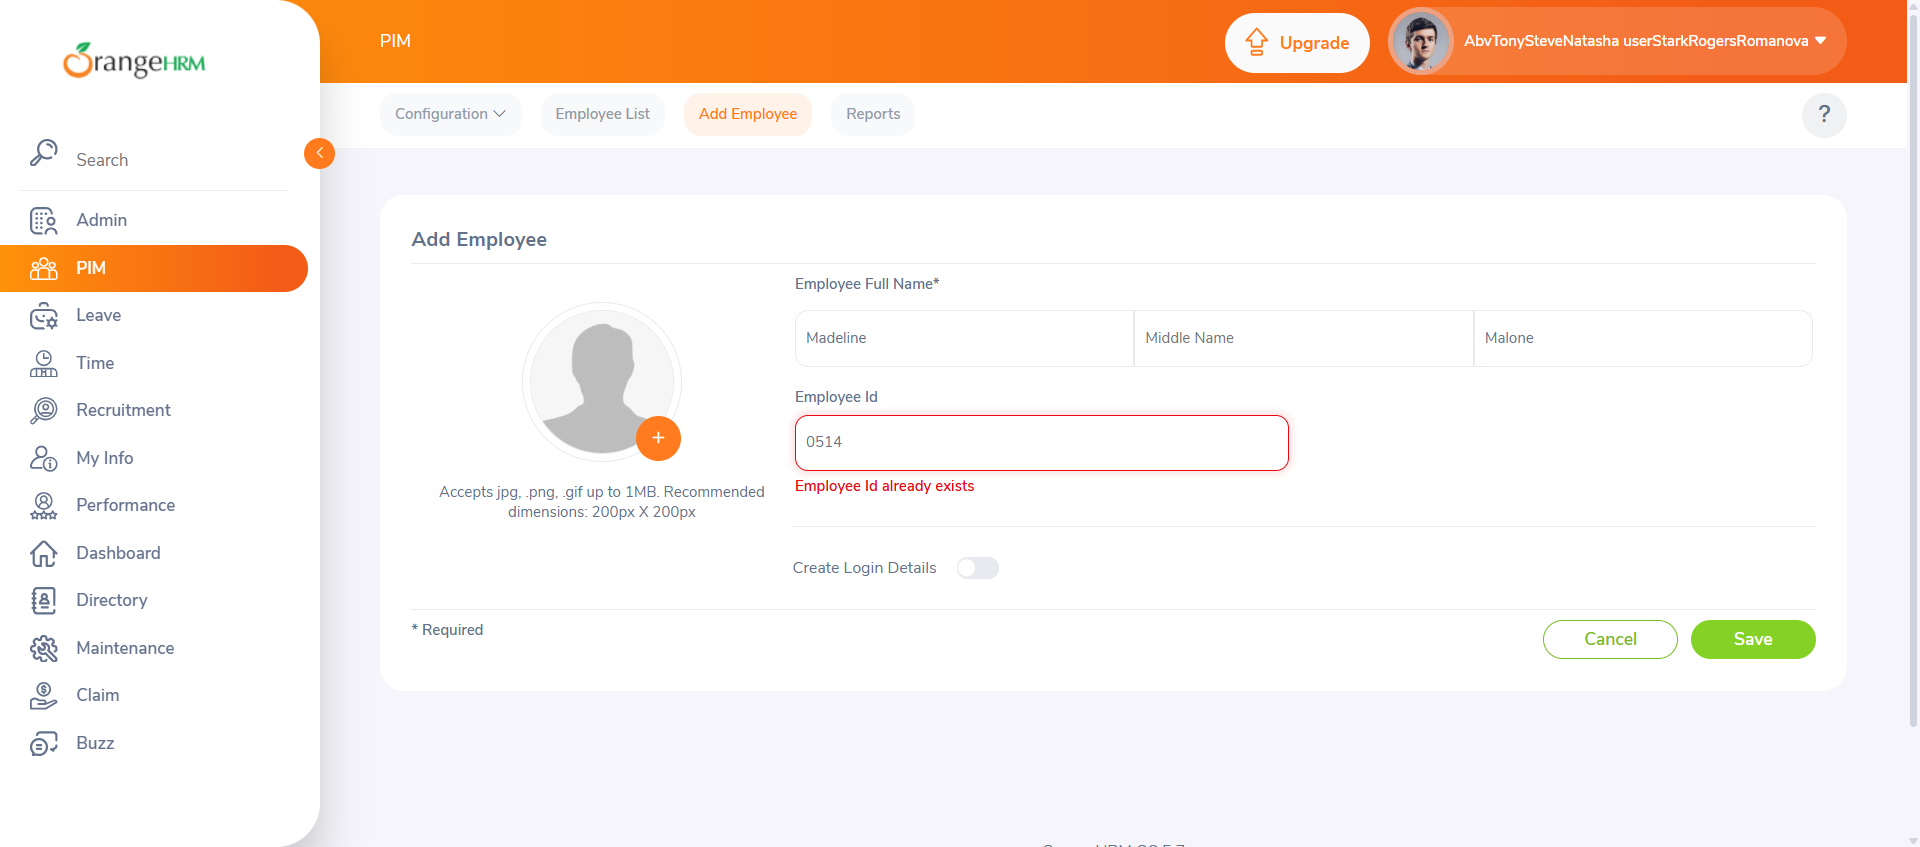 OrangeHRM
PIM
Upgrade
AbvTonySteveNatasha userStarkRogersRomanova
Configuration
Employee List
Add Employee
Reports
?
Search
Admin
PIM
Leave
Time
Recruitment
My Info
Performance
Dashboard
Directory
Maintenance
Claim
Buzz
Add Employee
Accepts jpg, .png, .gif up to 1MB. Recommended
dimensions: 200px X 200px
Employee Full Name*
Madeline
Middle Name
Malone
Employee Id
0514
Employee Id already exists
Create Login Details
* Required
Cancel
Save